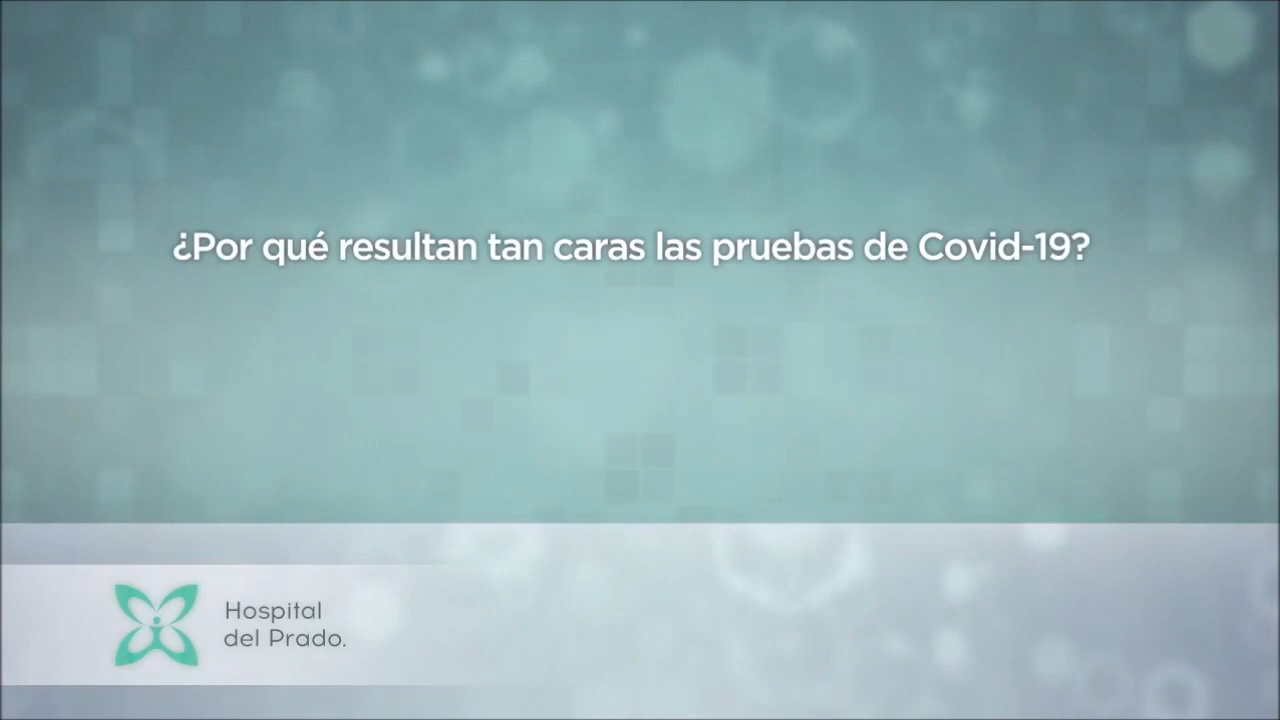 ¿Por qué resultan tan caras las pruebas de Covid-19?
Hospital
del Prado.